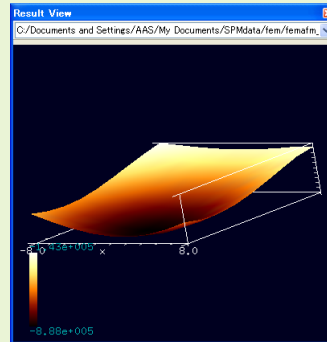 Result View
C:/Documents and Settings/AAS/My Documents/SPMdata/fem/femafm_
-8.0
x
8.0
-8.88e+005